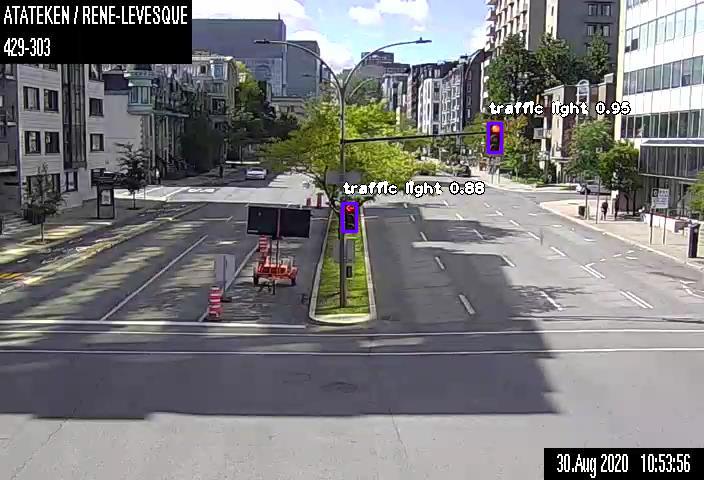 ATATEKEN / RENE-LEVESQUE
429-303
traffic light 0.95
traffic light 0.88
30.Aug 2020 10:53:56